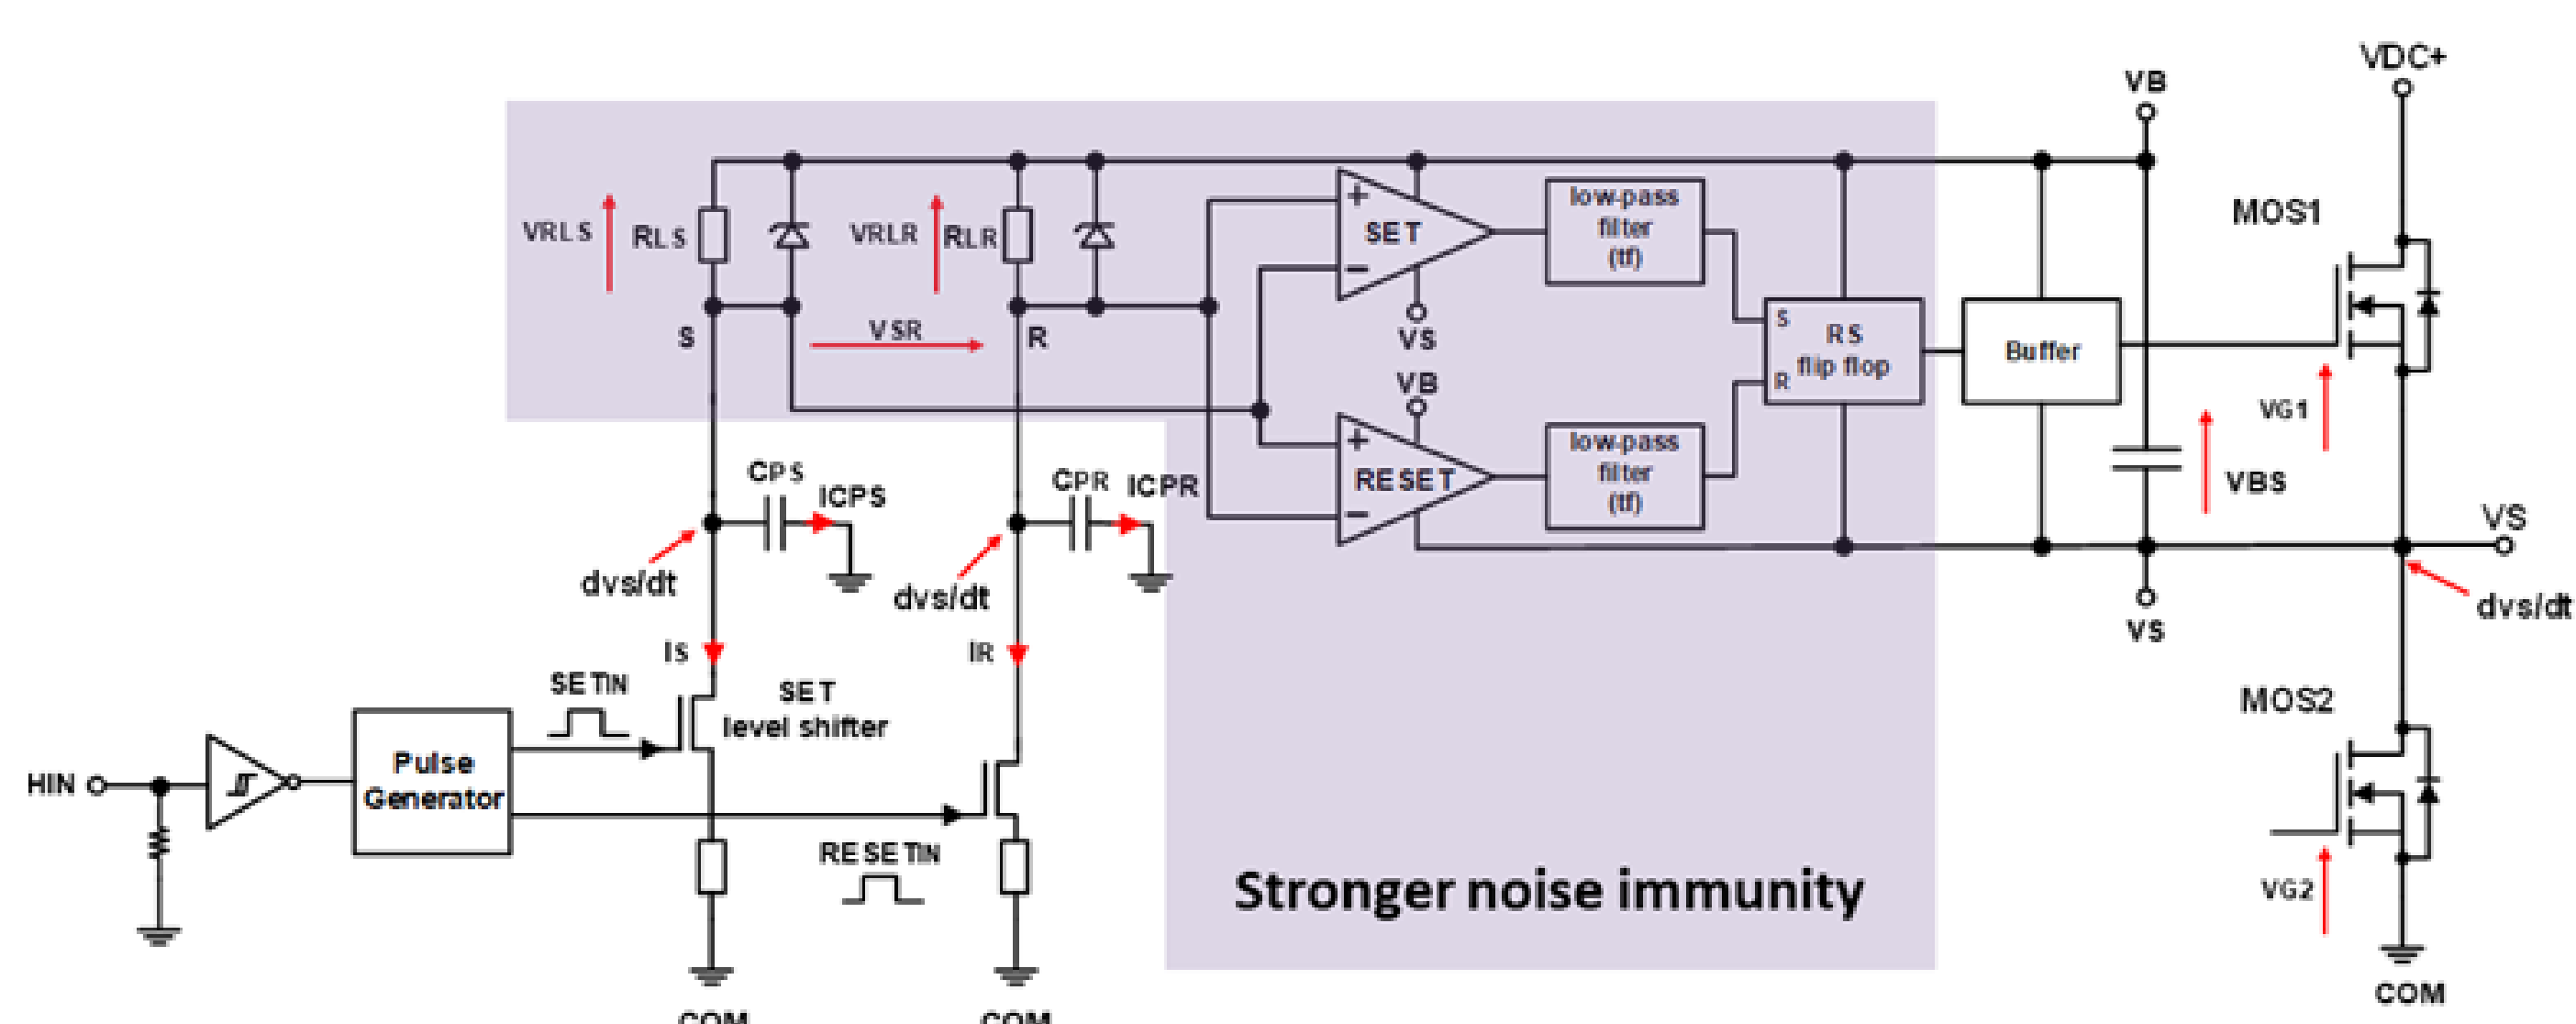 VDC+
VB
MOS1
VRLS
RLS
VRLR
RLR
+
SET
−
low-pass
filter
(tf)
VS
S
VSR
R
S
RS
flip flop
R
Buffer
VG1
VB
+
RESET
−
low-pass
filter
(tf)
VBS
VS
CPS
ICPS
CPR
ICPR
dvs/dt
dvs/dt
VS
dvs/dt
IS
IR
SETIN
SET
level shifter
MOS2
HIN
Pulse
Generator
RESETIN
Stronger noise immunity
VG2
COM
COM
COM